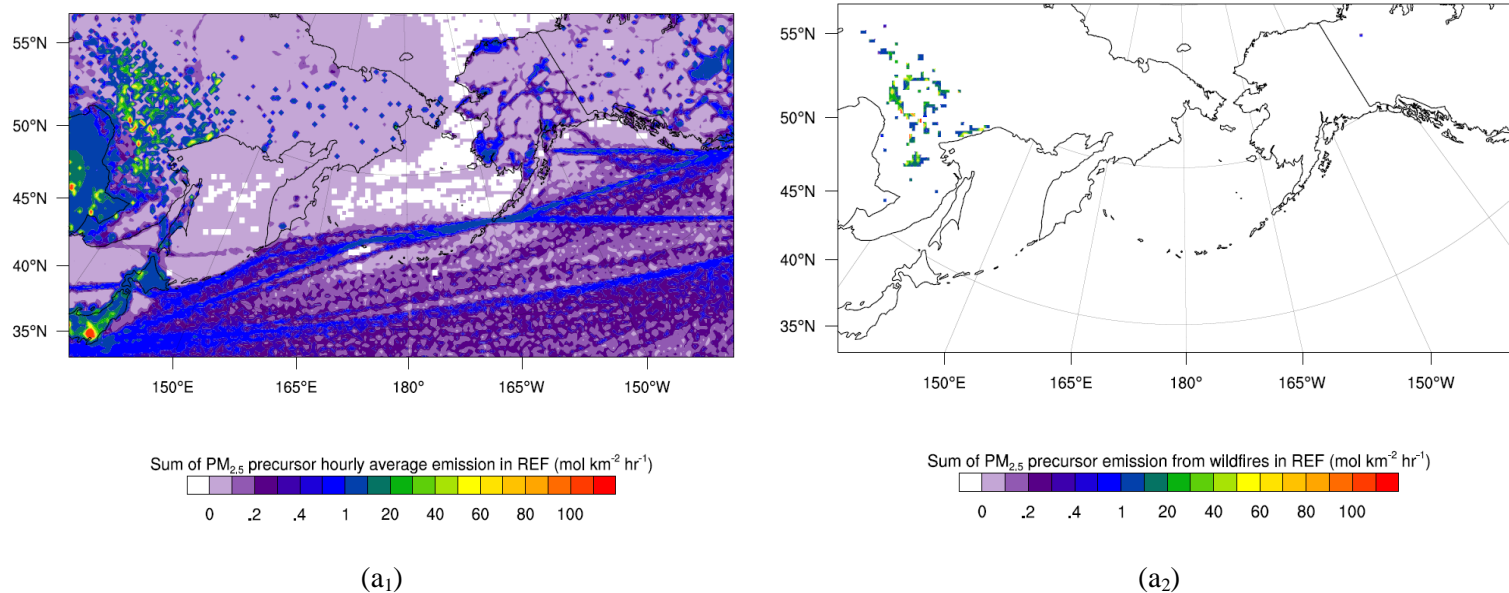 55°N
50°N
45°N
40°N
35°N
150°E 165°E 180° 165°W 150°W
Sum of PM2.5 precursor hourly average emission in REF (mol km-2 hr-1)
0 .2 .4 1 20 40 60 80 100
(a1)
55°N
50°N
45°N
40°N
35°N
150°E 165°E 180° 165°W 150°W
Sum of PM2.5 precursor emission from wildfires in REF (mol km-2 hr-1)
0 .2 .4 1 20 40 60 80 100
(a2)